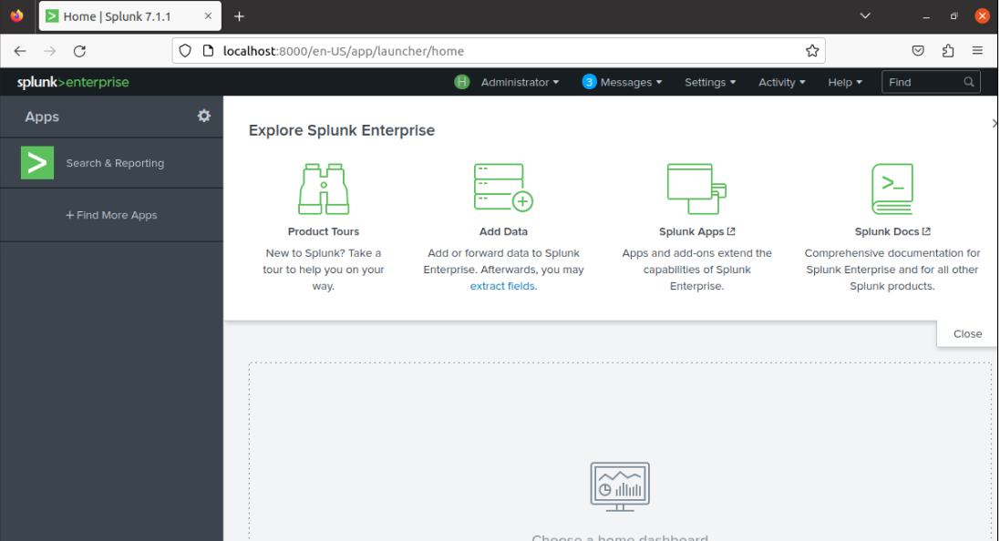 Home | Splunk 7.1.1
localhost:8000/en-US/app/launcher/home
splunk>enterprise
H Administrator
3 Messages
Settings
Activity
Help
Find
Apps
Search & Reporting
+ Find More Apps
Explore Splunk Enterprise
Product Tours
New to Splunk? Take a
tour to help you on your
way.
Add Data
Add or forward data to Splunk
Enterprise. Afterwards, you may
extract fields.
Splunk Apps
Apps and add-ons extend the
capabilities of Splunk
Enterprise.
Splunk Docs
Comprehensive documentation for
Splunk Enterprise and for all other
Splunk products.
Close
Choose a home dashboard